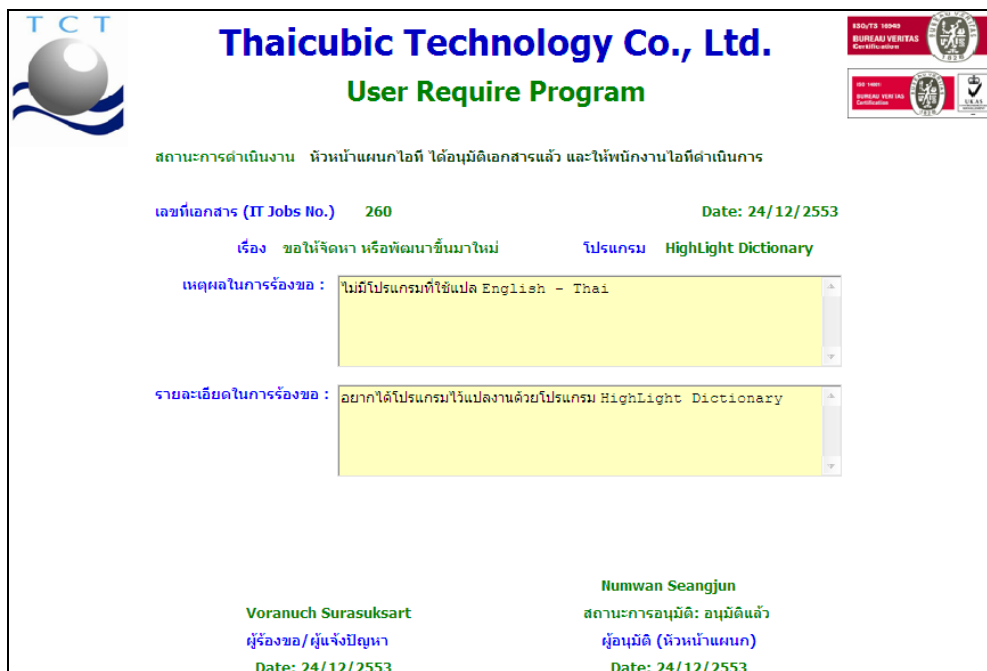 T C T
Thaicubic Technology Co., Ltd.
User Require Program
ISO/TS 16949
BUREAU VERITAS
Certification
1828
ISO 14001
BUREAU VERITAS
Certification
UKAS
สถานะการดำเนินงาน หัวหน้าแผนกไอที ได้อนุมัติเอกสารแล้ว และให้พนักงานไอทีดำเนินการ
เลขที่เอกสาร (IT Jobs No.) 260 Date: 24/12/2553
เรื่อง ขอให้จัดหา หรือพัฒนาขึ้นมาใหม่ โปรแกรม HighLight Dictionary
เหตุผลในการร้องขอ : ไม่มีโปรแกรมที่ใช้แปล English - Thai
รายละเอียดในการร้องขอ : อยากได้โปรแกรมไว้แปลงานด้วยโปรแกรม HighLight Dictionary
Numwan Seangjun
Voranuch Surasuksart สถานะการอนุมัติ: อนุมัติแล้ว
ผู้ร้องขอ/ผู้แจ้งปัญหา ผู้อนุมัติ (หัวหน้าแผนก)
Date: 24/12/2553 Date: 24/12/2553